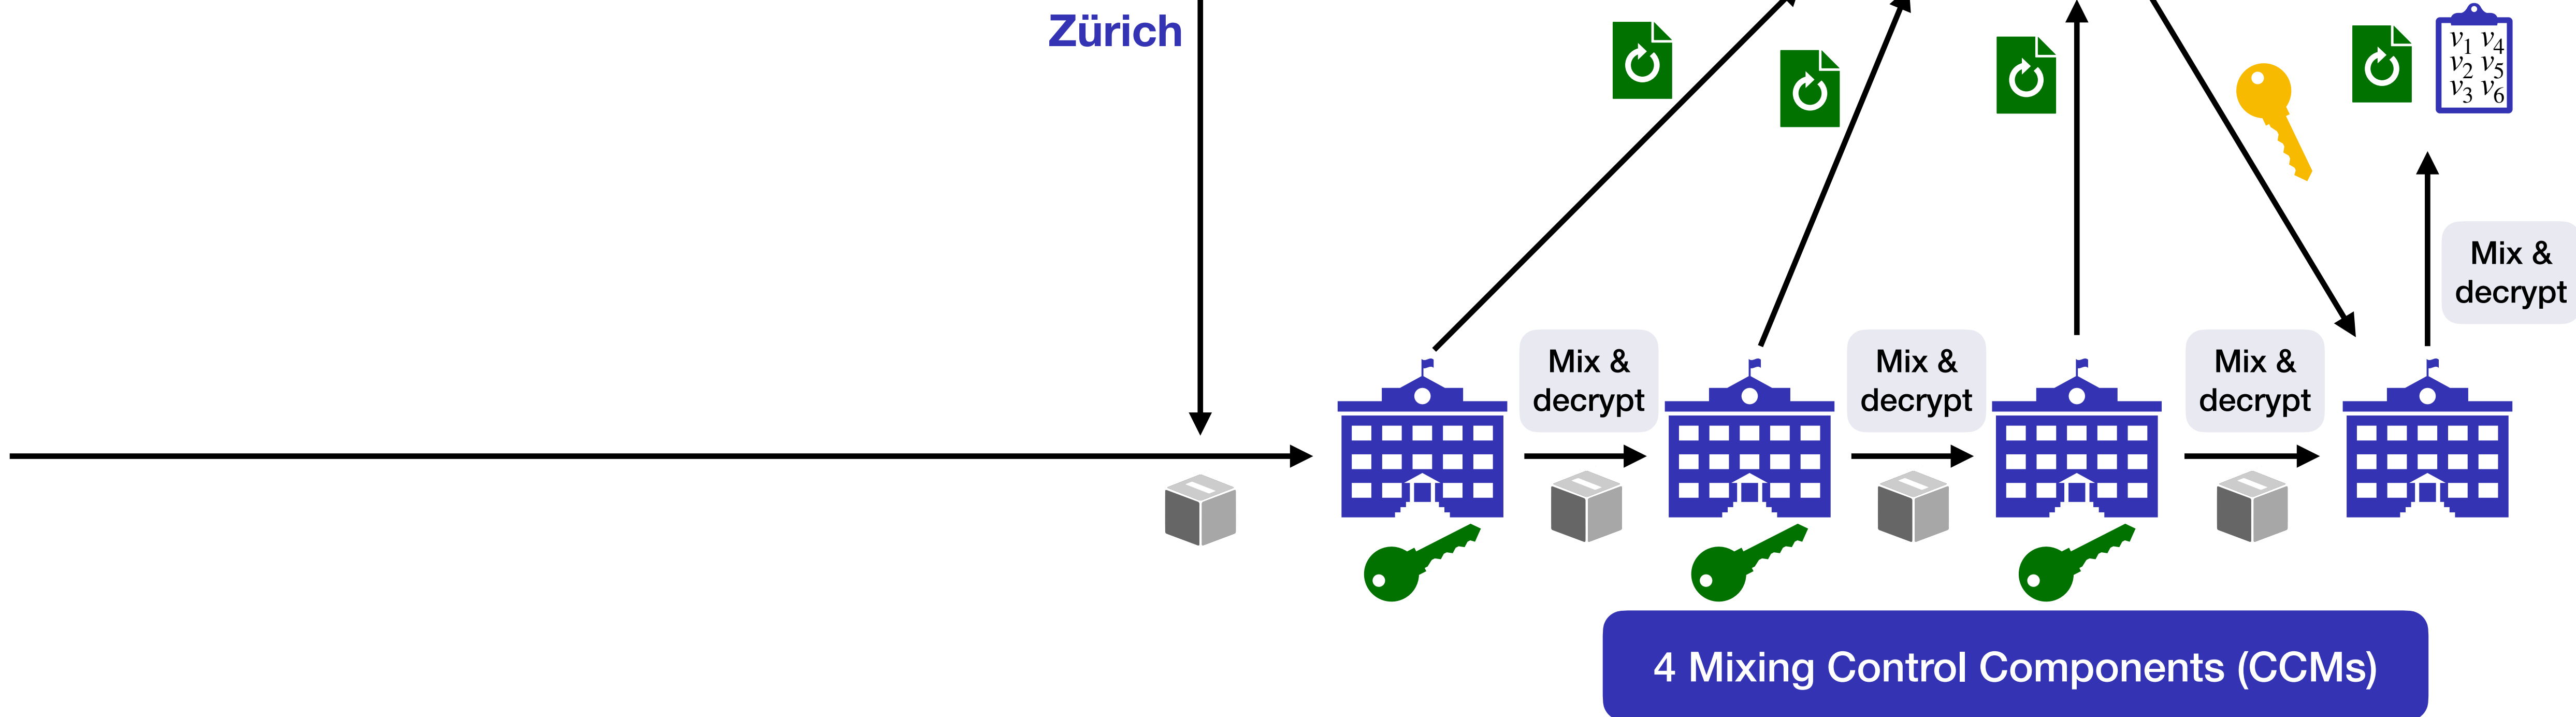 Zürich
v1 v4
v2 v5
v3 v6
Mix &
decrypt
Mix &
decrypt
Mix &
decrypt
Mix &
decrypt
4 Mixing Control Components (CCMs)